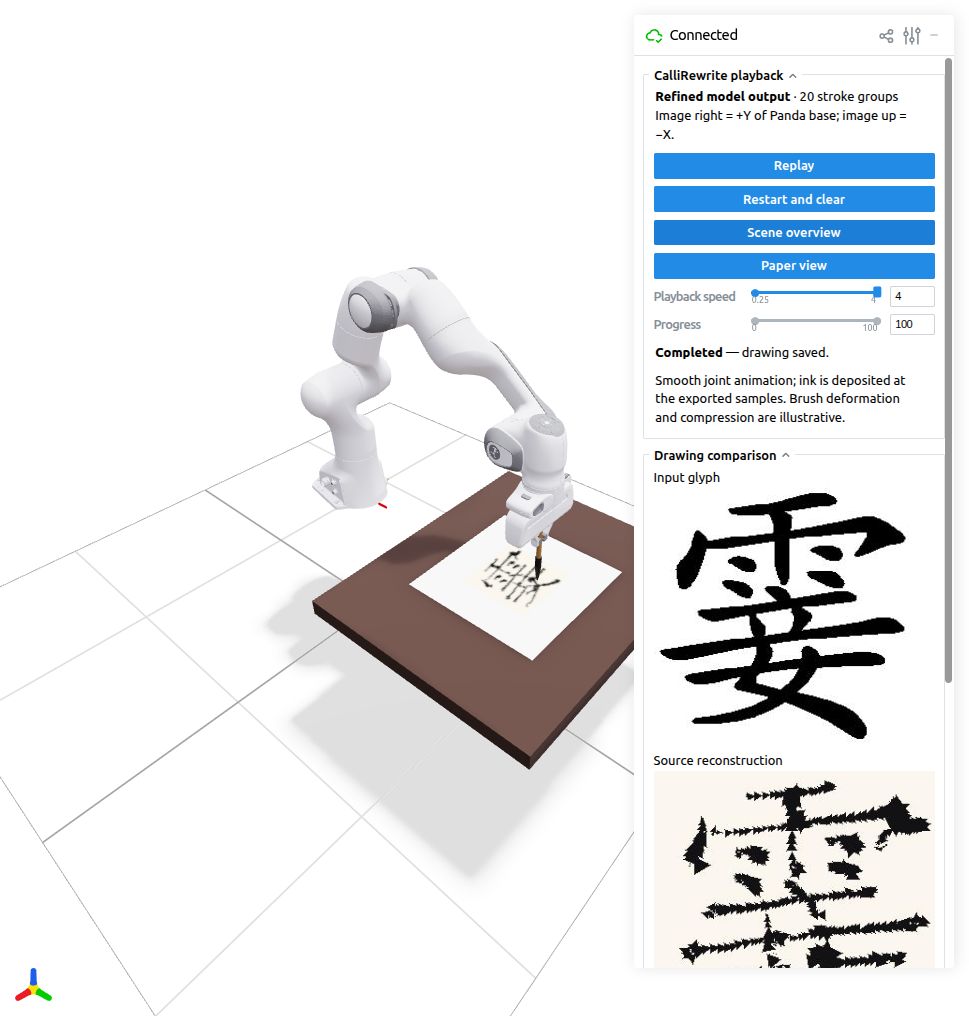 Connected
CalliRewrite playback
Refined model output · 20 stroke groups
Image right = +Y of Panda base; image up =
−X.
Replay
Restart and clear
Scene overview
Paper view
Playback speed
0.25
4
4
Progress
0
100
100
Completed — drawing saved.
Smooth joint animation; ink is deposited at
the exported samples. Brush deformation
and compression are illustrative.
Drawing comparison
Input glyph
霎
Source reconstruction